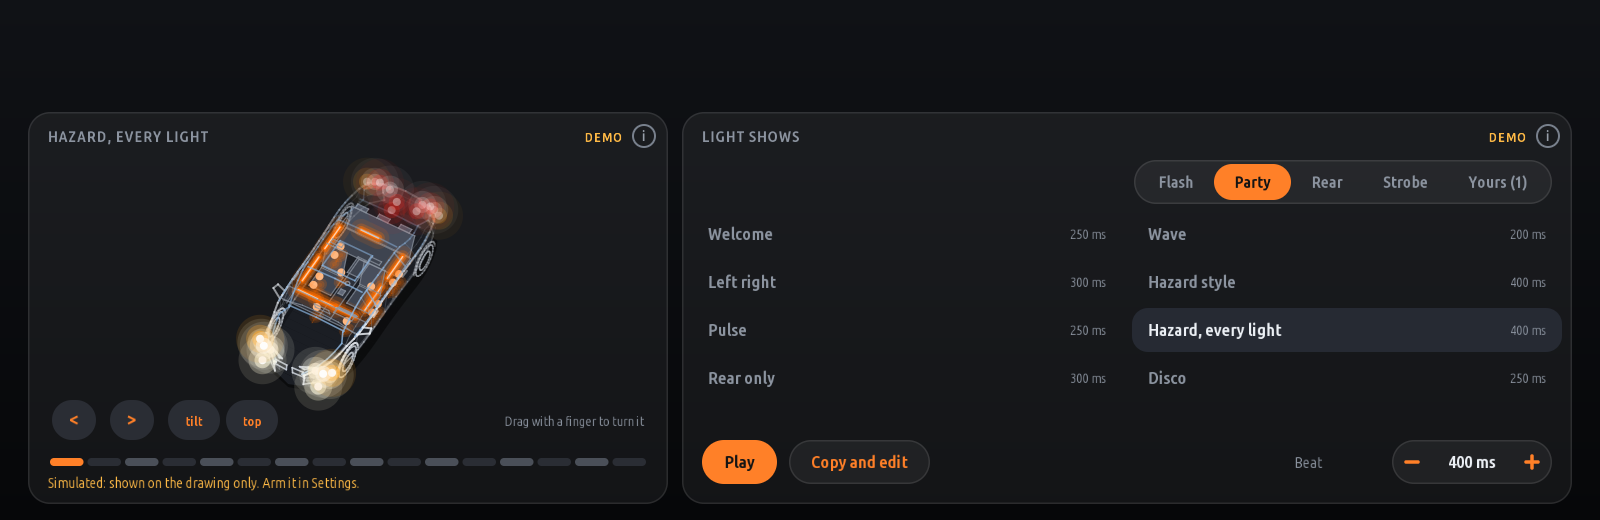 HAZARD, EVERY LIGHT
DEMO
i
< > tilt top
Drag with a finger to turn it
Simulated: shown on the drawing only. Arm it in Settings.
LIGHT SHOWS
DEMO
i
Flash Party Rear Strobe Yours (1)
Welcome 250 ms
Wave 200 ms
Left right 300 ms
Hazard style 400 ms
Pulse 250 ms
Hazard, every light 400 ms
Rear only 300 ms
Disco 250 ms
Play
Copy and edit
Beat
− 400 ms +